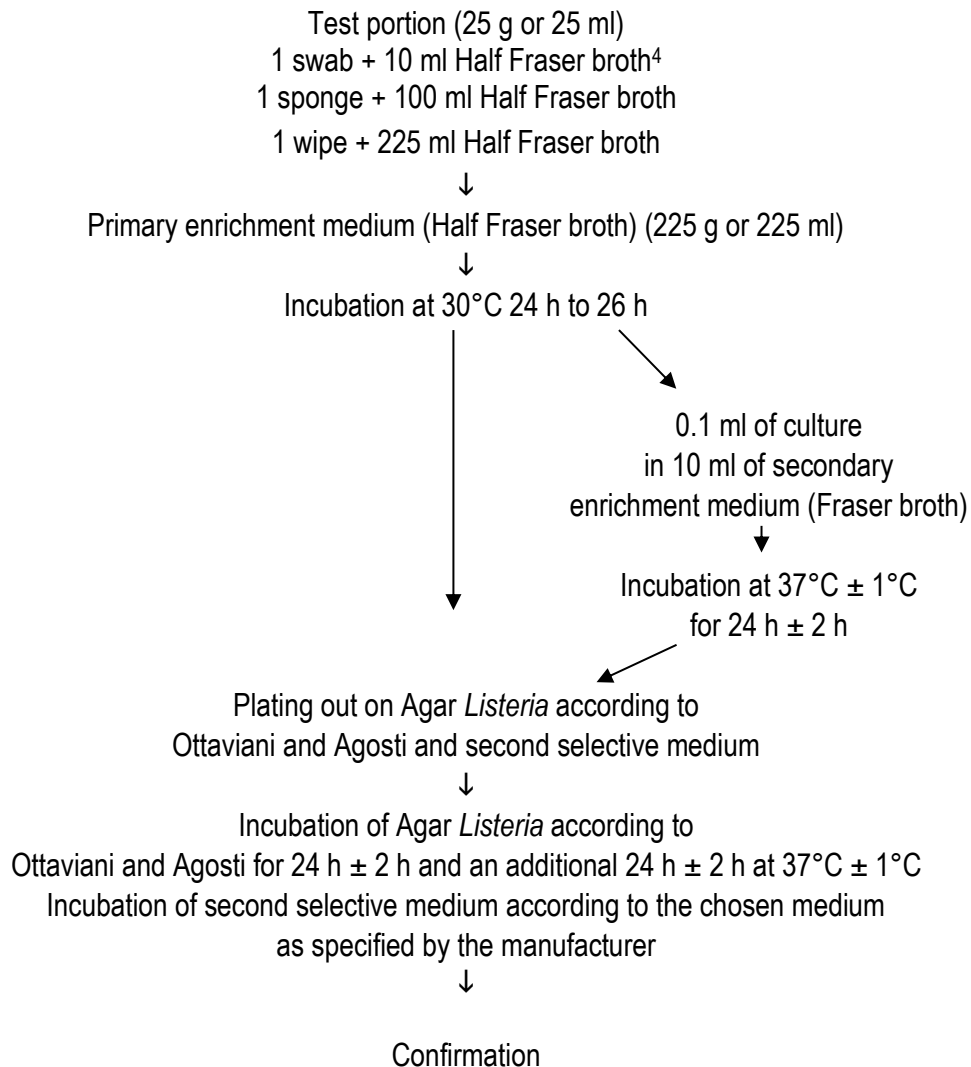 Test portion (25 g or 25 ml)
1 swab + 10 ml Half Fraser broth⁴
1 sponge + 100 ml Half Fraser broth
1 wipe + 225 ml Half Fraser broth
↓
Primary enrichment medium (Half Fraser broth) (225 g or 225 ml)
↓
Incubation at 30°C 24 h to 26 h
0.1 ml of culture
in 10 ml of secondary
enrichment medium (Fraser broth)
Incubation at 37°C ± 1°C
for 24 h ± 2 h
Plating out on Agar Listeria according to
Ottaviani and Agosti and second selective medium
↓
Incubation of Agar Listeria according to
Ottaviani and Agosti for 24 h ± 2 h and an additional 24 h ± 2 h at 37°C ± 1°C
Incubation of second selective medium according to the chosen medium
as specified by the manufacturer
↓
Confirmation